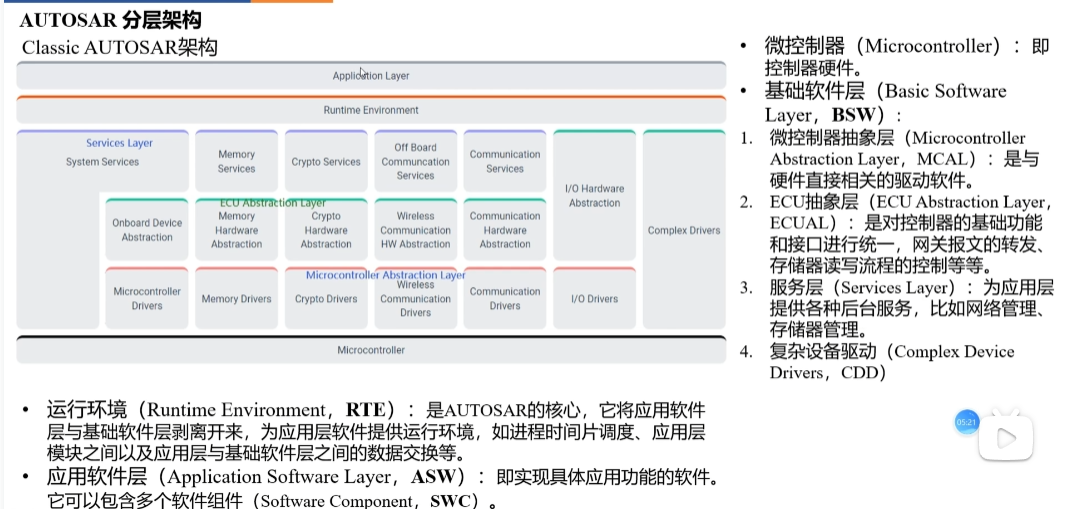 AUTOSAR 分层架构
Classic AUTOSAR架构
Application Layer
Runtime Environment
Services Layer
System Services
Memory
Services
Crypto Services
Off Board
Communcation
Services
Communication
Services
I/O Hardware
Abstraction
Complex Drivers
ECU Abstraction Layer
Onboard Device
Abstraction
Memory
Hardware
Abstraction
Crypto
Hardware
Abstraction
Wireless
Communication
HW Abstraction
Communication
Hardware
Abstraction
Microcontroller Abstraction Layer
Microcontroller
Drivers
Memory Drivers
Crypto Drivers
Wireless
Communication
Drivers
Communication
Drivers
I/O Drivers
Microcontroller
• 微控制器（Microcontroller）：即
控制器硬件。
• 基础软件层（Basic Software
Layer，BSW）：
1. 微控制器抽象层（Microcontroller
Abstraction Layer，MCAL）：是与
硬件直接相关的驱动软件。
2. ECU抽象层（ECU Abstraction Layer，
ECUAL）：是对控制器的基础功能
和接口进行统一，网关报文的转发、
存储器读写流程的控制等等。
3. 服务层（Services Layer）：为应用层
提供各种后台服务，比如网络管理、
存储器管理。
4. 复杂设备驱动（Complex Device
Drivers，CDD）
• 运行环境（Runtime Environment，RTE）：是AUTOSAR的核心，它将应用软件
层与基础软件层剥离开来，为应用层软件提供运行环境，如进程时间片调度、应用层
模块之间以及应用层与基础软件层之间的数据交换等。
• 应用软件层（Application Software Layer，ASW）：即实现具体应用功能的软件。
它可以包含多个软件组件（Software Component，SWC）。
05:21